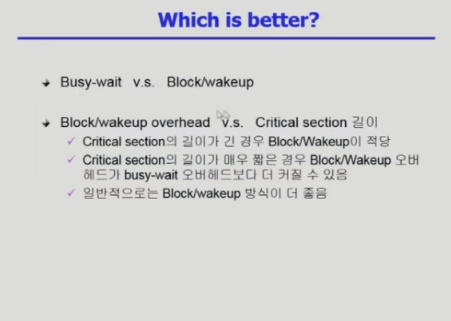 Which is better?
Busy-wait v.s. Block/wakeup
Block/wakeup overhead v.s. Critical section 길이
Critical section의 길이가 긴 경우 Block/Wakeup이 적당
Critical section의 길이가 매우 짧은 경우 Block/Wakeup 오버
헤드가 busy-wait 오버헤드보다 더 커질 수 있음
일반적으로는 Block/wakeup 방식이 더 좋음